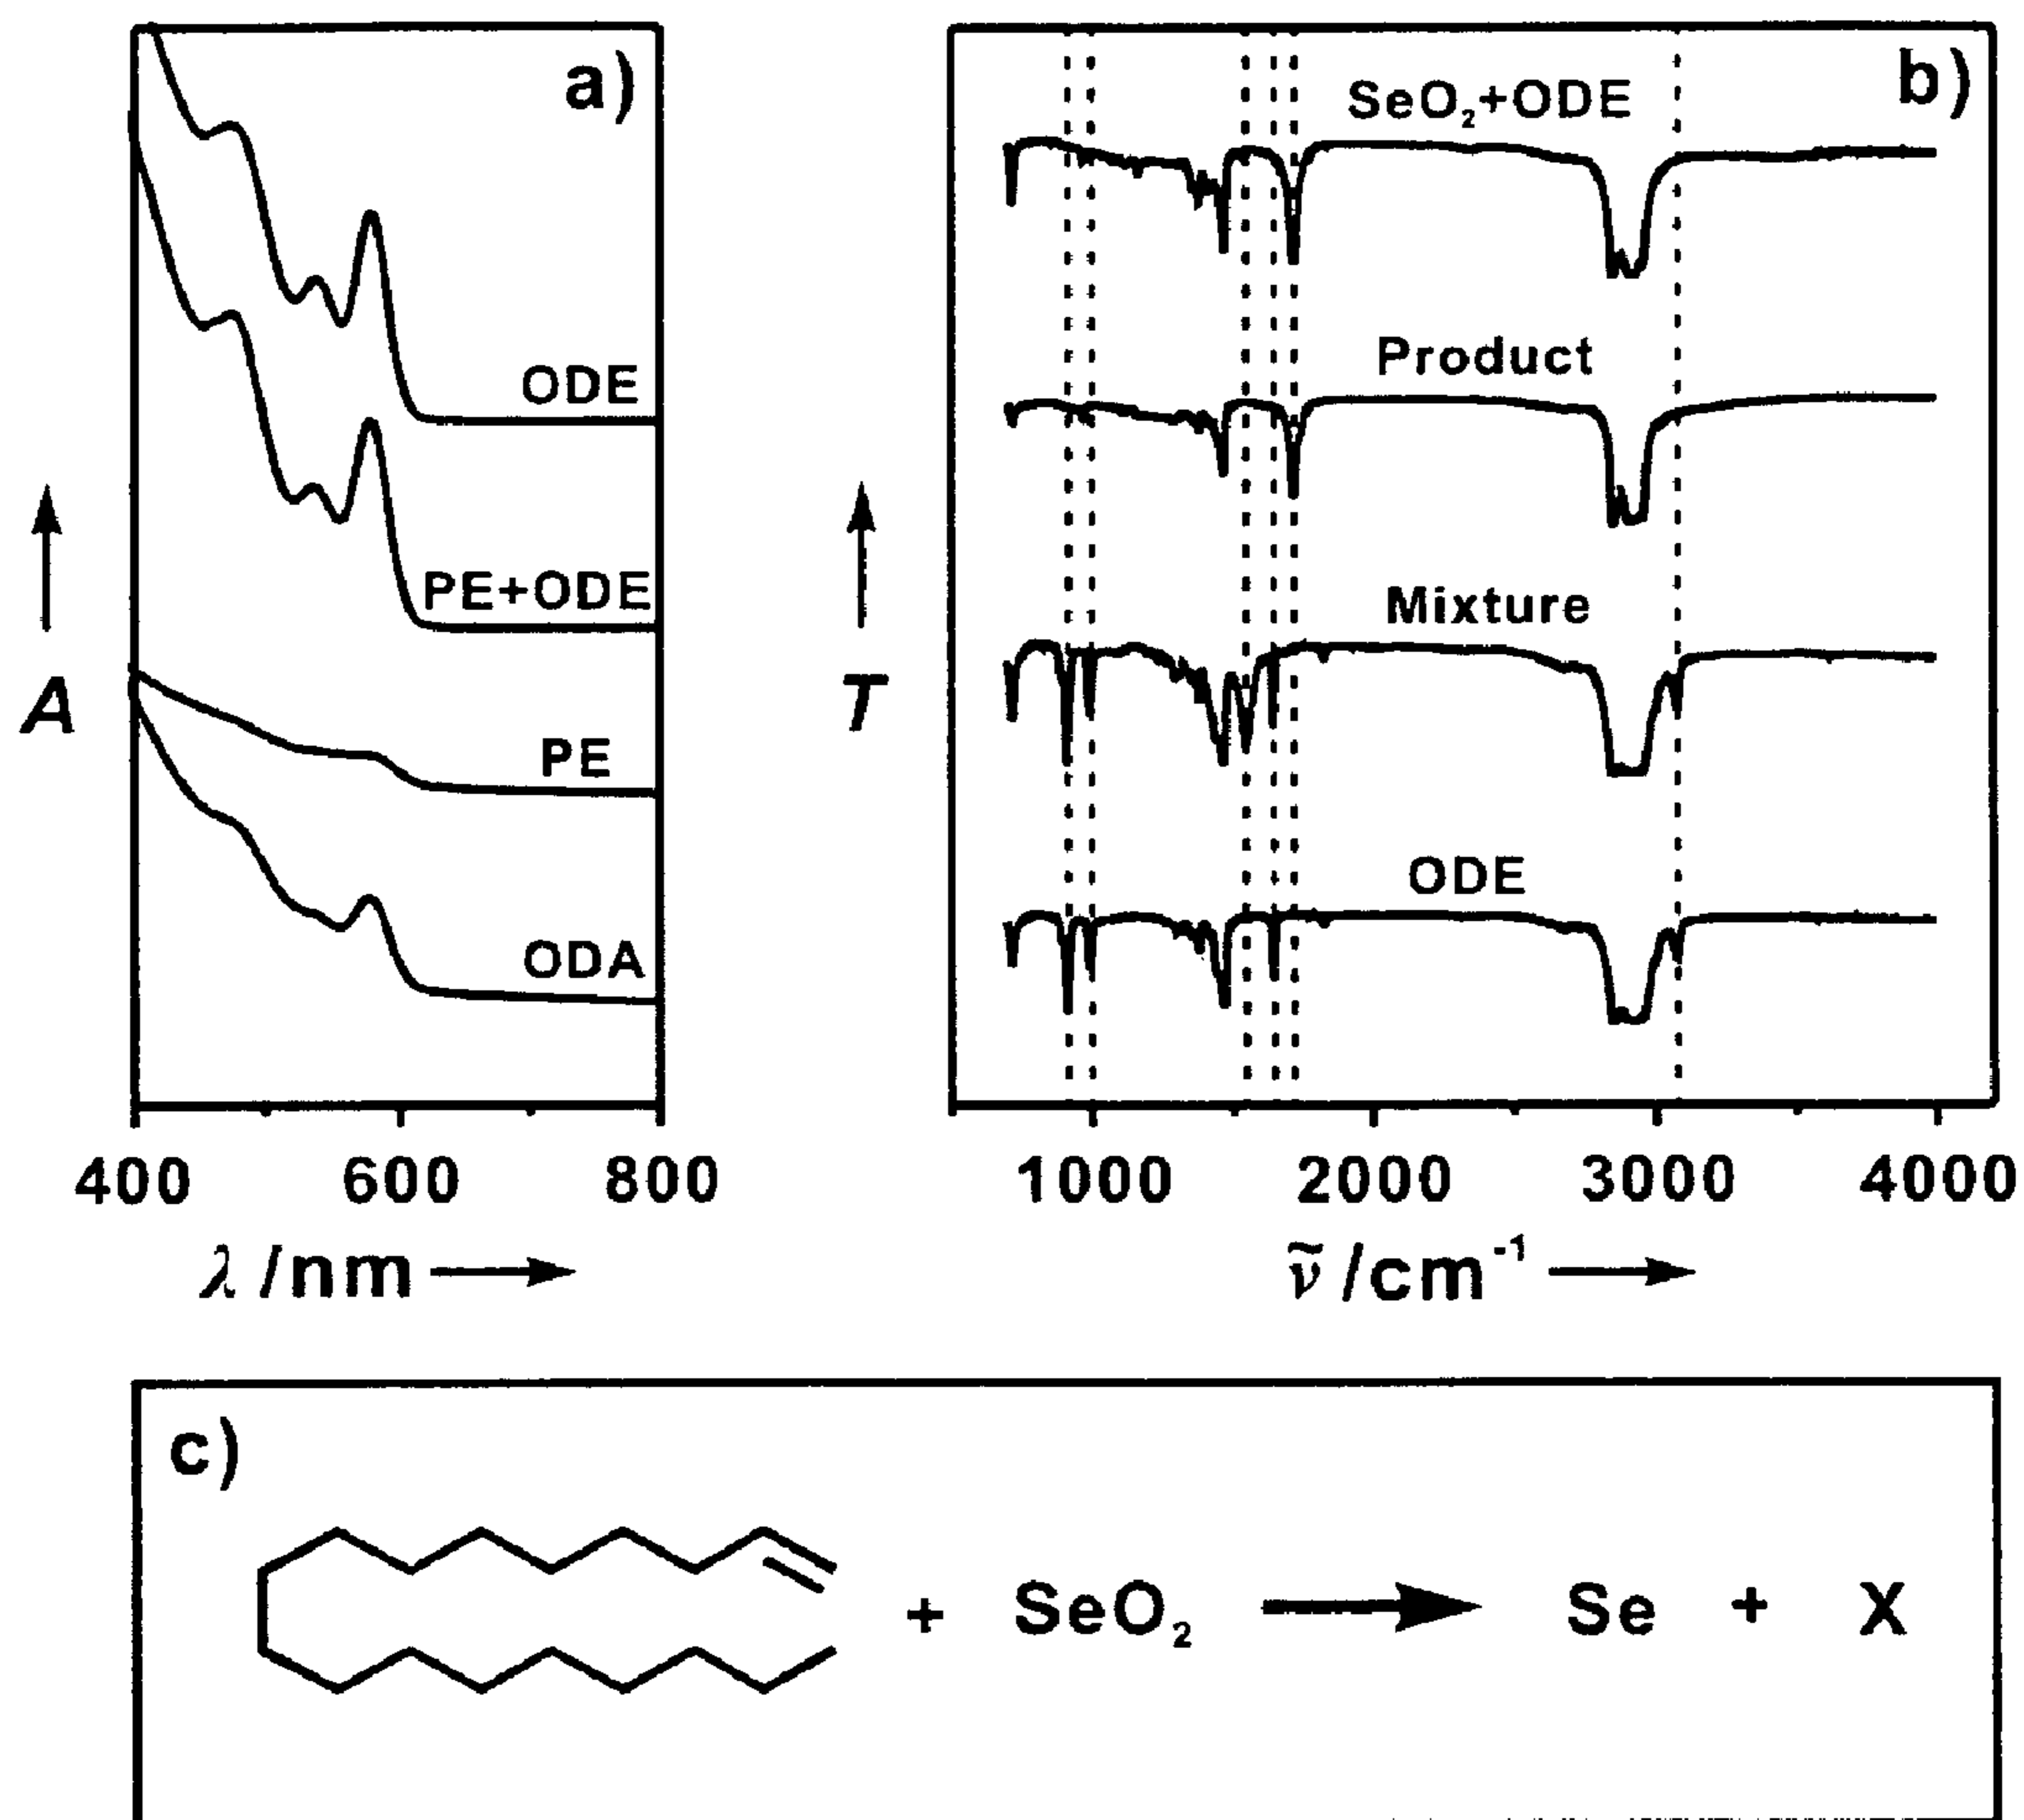 a)
ODE
PE+ODE
PE
ODA
A
400 600 800
λ /nm
b)
SeO₂+ODE
Product
Mixture
ODE
T
1000 2000 3000 4000
ν̃ /cm⁻¹
c)
+ SeO₂ Se + X